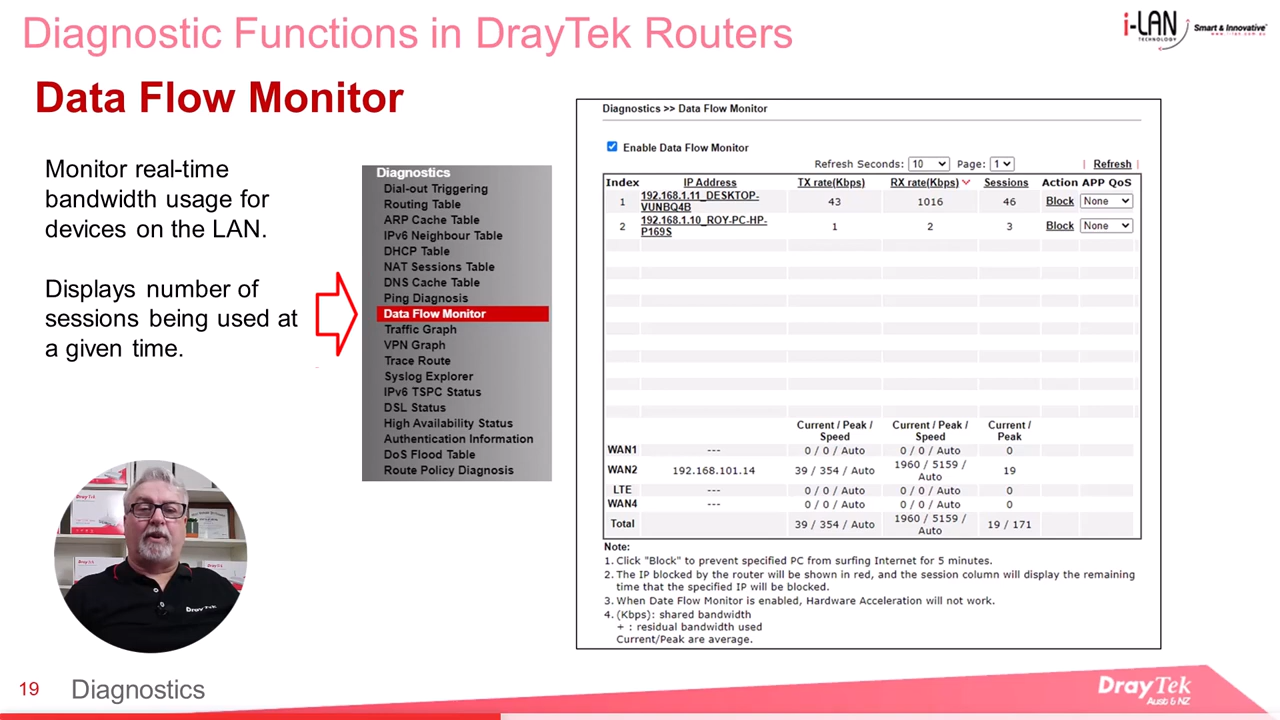 Diagnostic Functions in DrayTek Routers
i-LAN
TECHNOLOGY
Smart & Innovative
Data Flow Monitor
Monitor real-time
bandwidth usage for
devices on the LAN.
Displays number of
sessions being used at
a given time.
Diagnostics
Dial-out Triggering
Routing Table
ARP Cache Table
IPv6 Neighbour Table
DHCP Table
NAT Sessions Table
DNS Cache Table
Ping Diagnosis
Data Flow Monitor
Traffic Graph
VPN Graph
Trace Route
Syslog Explorer
IPv6 TSPC Status
DSL Status
High Availability Status
Authentication Information
DoS Flood Table
Route Policy Diagnosis
Diagnostics >> Data Flow Monitor
Enable Data Flow Monitor
Refresh Seconds: 10 Page: 1 | Refresh |
Index IP Address TX rate(Kbps) RX rate(Kbps) Sessions Action APP QoS
1 192.168.1.11_DESKTOP-VUNBQ4B 43 1016 46 Block None
2 192.168.1.10_ROY-PC-HP-P169S 1 2 3 Block None
Current / Peak / Speed Current / Peak / Speed Current / Peak
WAN1 --- 0 / 0 / Auto 0 / 0 / Auto 0
WAN2 192.168.101.14 39 / 354 / Auto 1960 / 5159 / Auto 19
LTE --- 0 / 0 / Auto 0 / 0 / Auto 0
WAN4 --- 0 / 0 / Auto 0 / 0 / Auto 0
Total 39 / 354 / Auto 1960 / 5159 / Auto 19 / 171
Note:
1. Click "Block" to prevent specified PC from surfing Internet for 5 minutes.
2. The IP blocked by the router will be shown in red, and the session column will display the remaining
time that the specified IP will be blocked.
3. When Date Flow Monitor is enabled, Hardware Acceleration will not work.
4. (Kbps): shared bandwidth
+ : residual bandwidth used
Current/Peak are average.
DrayTek
19
Diagnostics
DrayTek
Aust & NZ